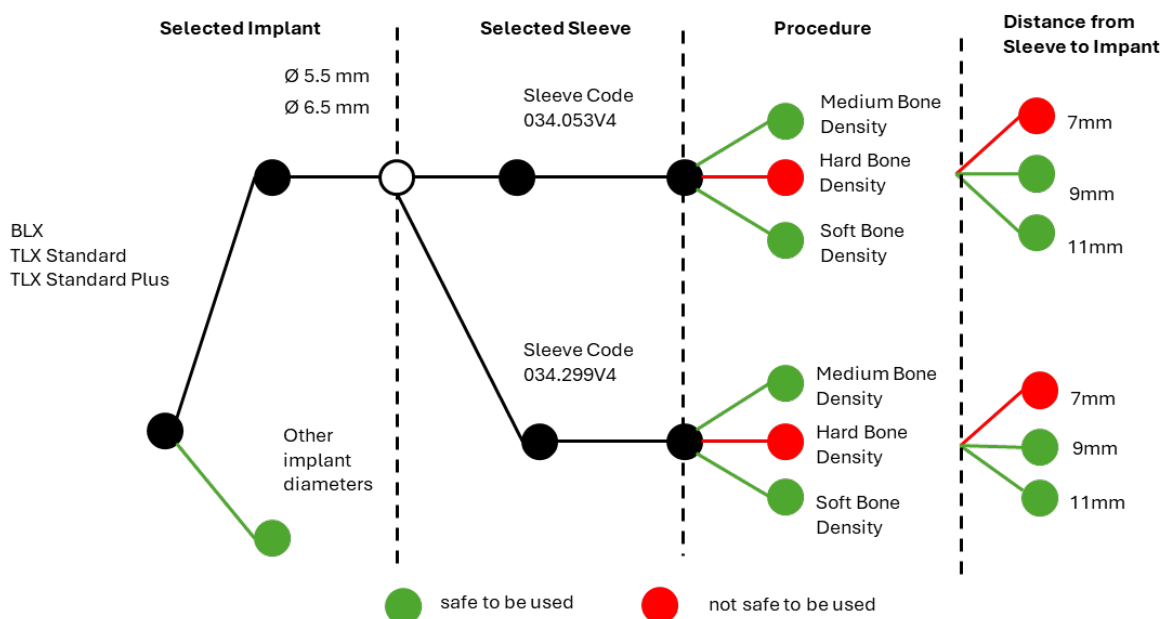 Selected Implant
Selected Sleeve
Procedure
Distance from
Sleeve to Impant
Ø 5.5 mm
Ø 6.5 mm
Sleeve Code
034.053V4
Medium Bone
Density
Hard Bone
Density
Soft Bone
Density
7mm
9mm
11mm
BLX
TLX Standard
TLX Standard Plus
Other
implant
diameters
Sleeve Code
034.299V4
Medium Bone
Density
Hard Bone
Density
Soft Bone
Density
7mm
9mm
11mm
safe to be used
not safe to be used